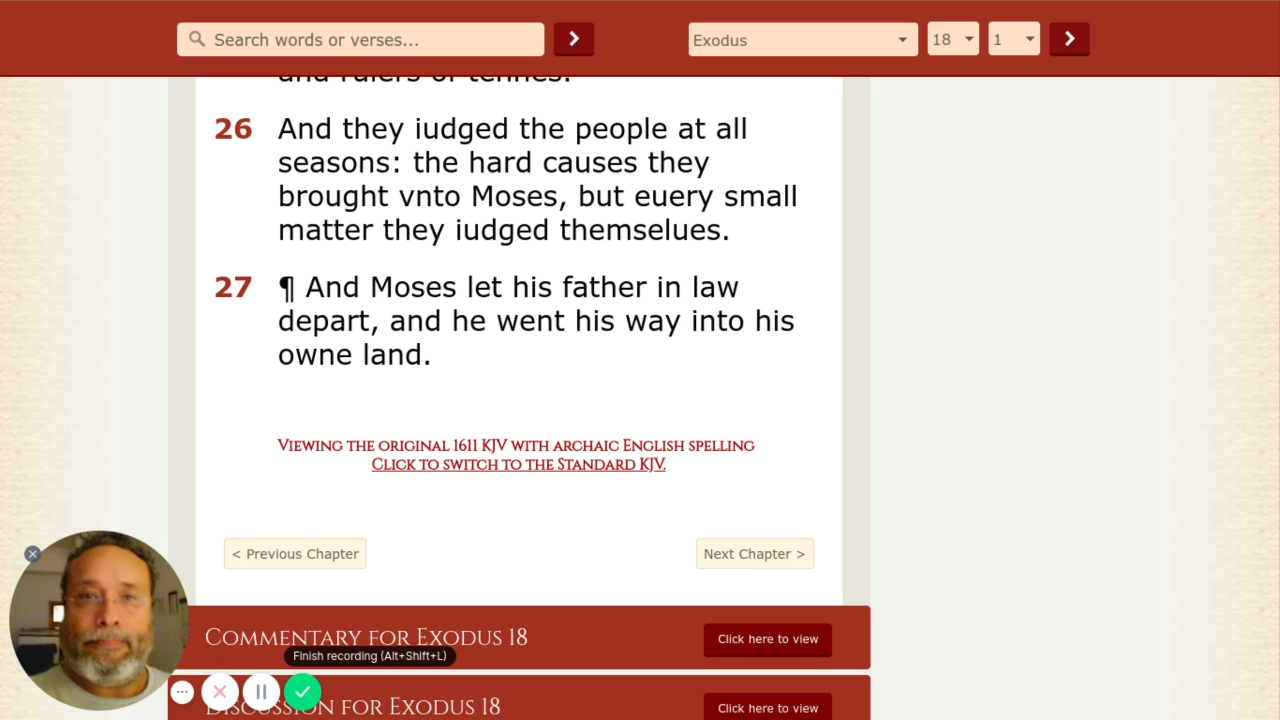 Search words or verses...
Exodus
18
1
and rulers of tennes.
26 And they iudged the people at all
seasons: the hard causes they
brought vnto Moses, but euery small
matter they iudged themselues.
27 ¶ And Moses let his father in law
depart, and he went his way into his
owne land.
Viewing the original 1611 KJV with archaic English spelling
Click to switch to the Standard KJV.
< Previous Chapter
Next Chapter >
Commentary for Exodus 18
Click here to view
Finish recording (Alt+Shift+L)
Discussion for Exodus 18
Click here to view